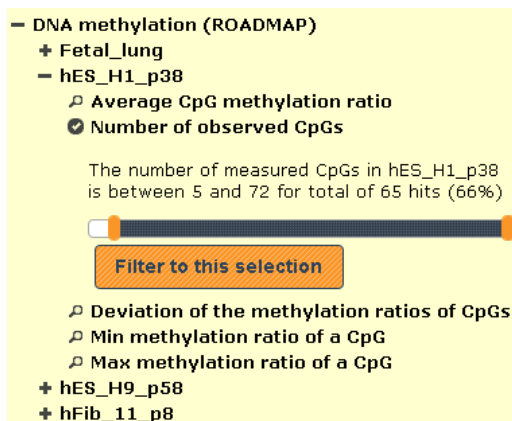 DNA methylation (ROADMAP)
Fetal_lung
hES_H1_p38
Average CpG methylation ratio
Number of observed CpGs
The number of measured CpGs in hES_H1_p38
is between 5 and 72 for total of 65 hits (66%)
Filter to this selection
Deviation of the methylation ratios of CpGs
Min methylation ratio of a CpG
Max methylation ratio of a CpG
hES_H9_p58
hFib_11_p8